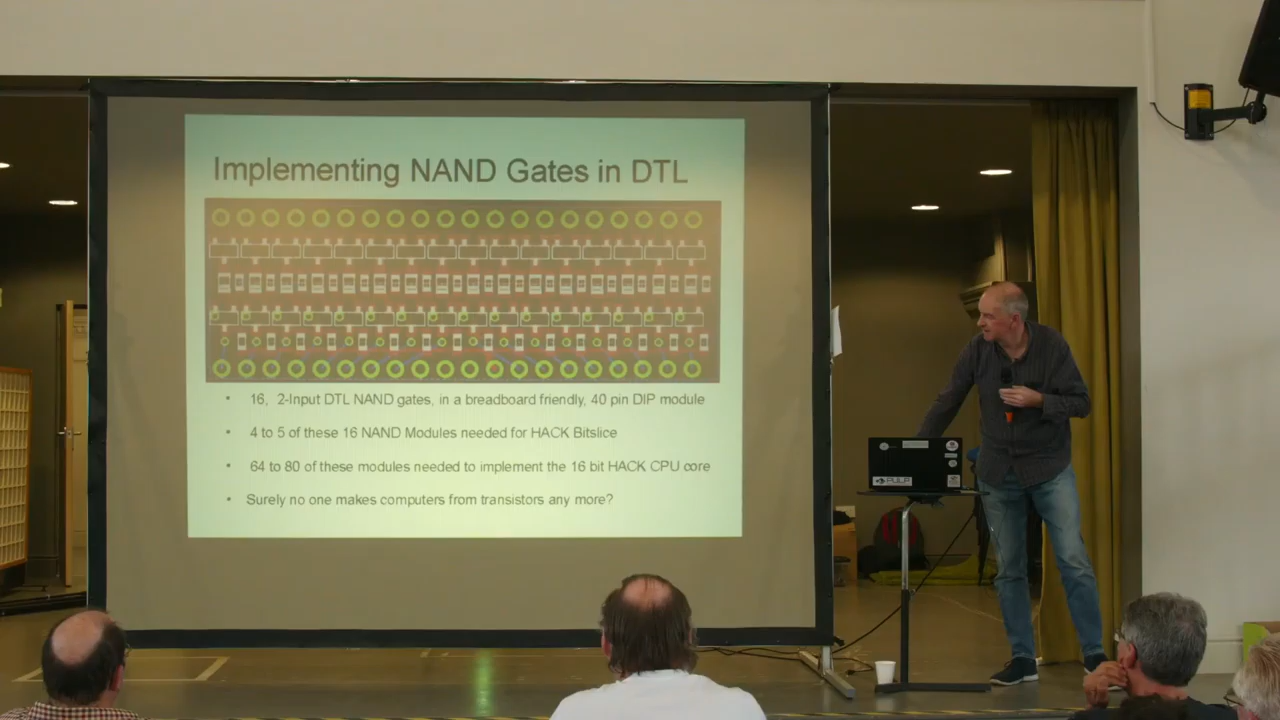 Implementing NAND Gates in DTL
16, 2-Input DTL NAND gates, in a breadboard friendly, 40 pin DIP module
4 to 5 of these 16 NAND Modules needed for HACK Bitslice
64 to 80 of these modules needed to implement the 16 bit HACK CPU core
Surely no one makes computers from transistors any more?
PULP